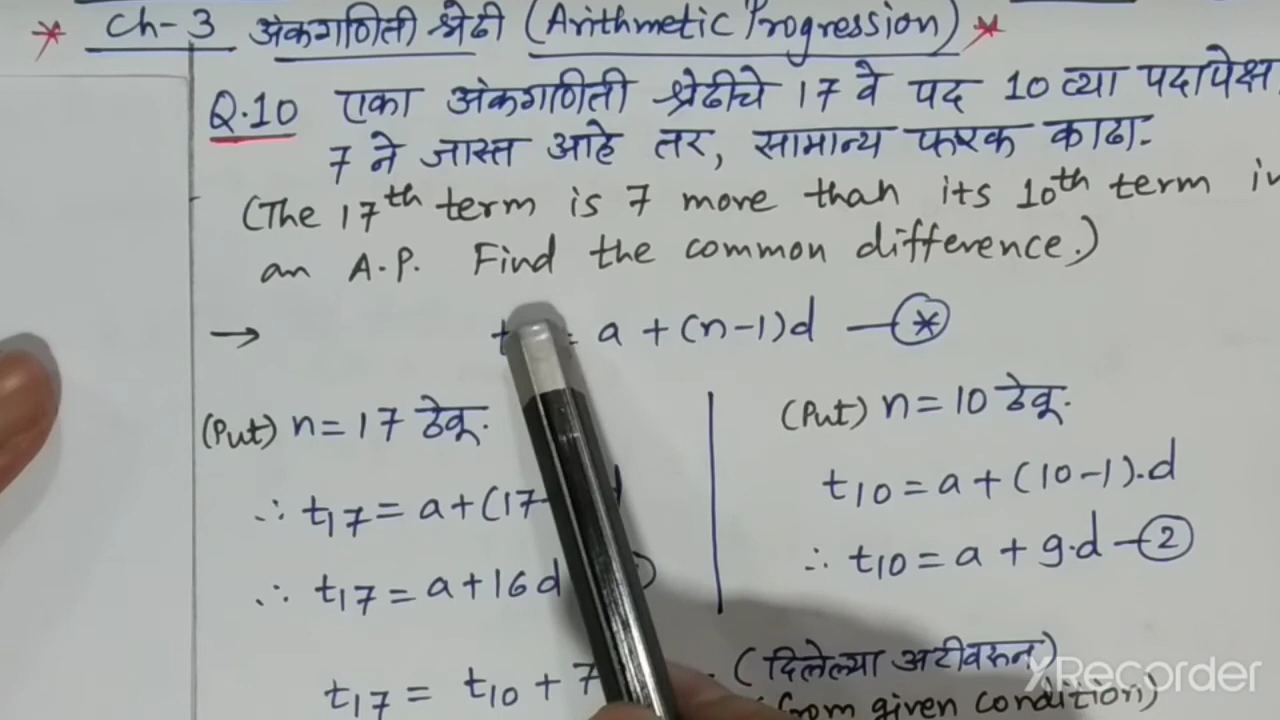 * Ch-3 अंकगणिती श्रेढी (Arithmetic Progression) *
Q.10 एका अंकगणिती श्रेढीचे 17 वे पद 10 व्या पदापेक्ष
7 ने जास्त आहे तर, सामान्य फरक काढा.
(The 17th term is 7 more than its 10th term in
an A.P. Find the common difference.)
→ t = a + (n-1)d —(*)
(Put) n = 17 ठेवू.
(Put) n = 10 ठेवू.
∴ t17 = a + (17-
t10 = a + (10-1).d
∴ t17 = a + 16d
∴ t10 = a + 9.d —(2)
t17 = t10 + 7
(दिलेल्या अटीवरून)
(from given condition)
XRecorder